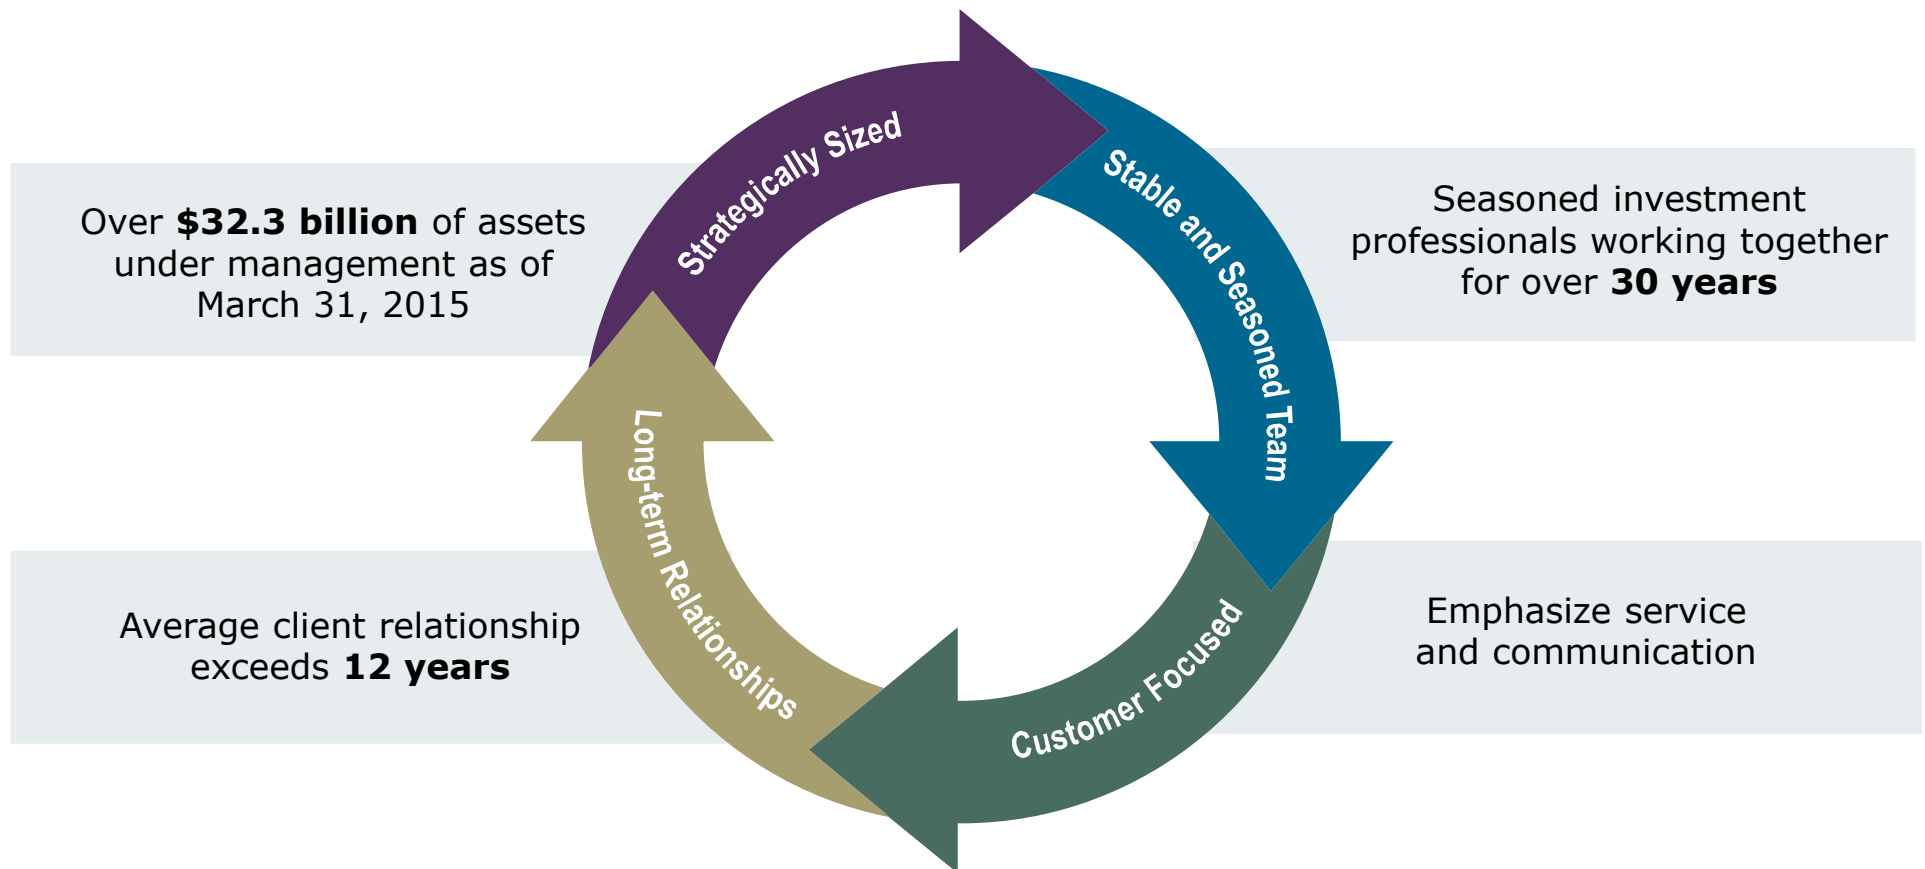 Strategically Sized
Over $32.3 billion of assets
under management as of
March 31, 2015
Stable and Seasoned Team
Seasoned investment
professionals working together
for over 30 years
Customer Focused
Emphasize service
and communication
Long-term Relationships
Average client relationship
exceeds 12 years